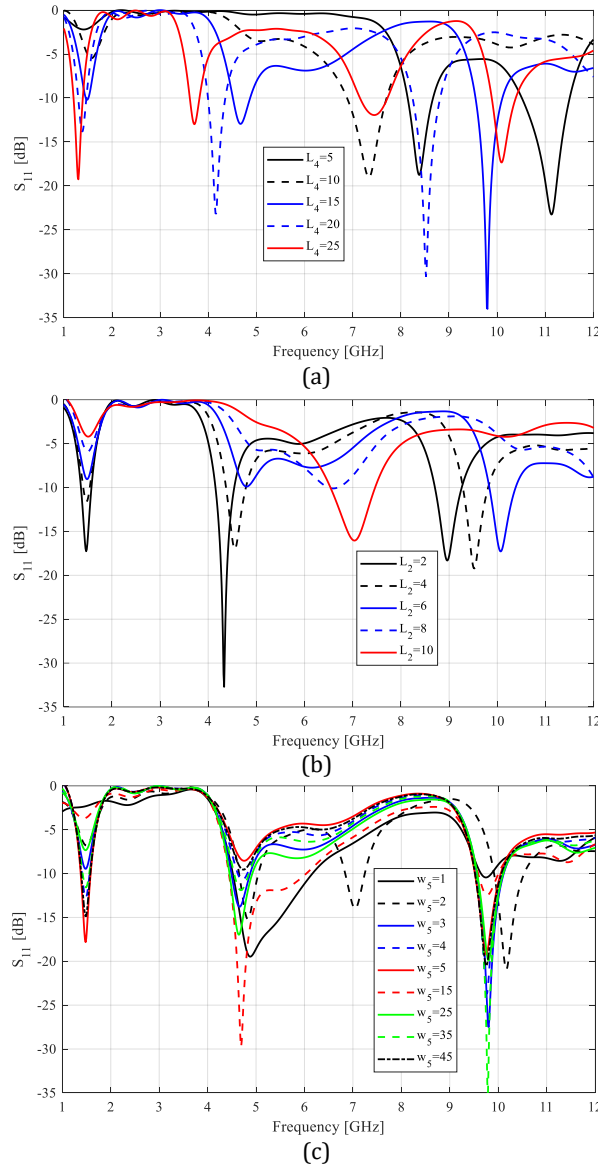 0
-5
-10
-15
-20
-25
-30
-35
S11 [dB]
L4=5
L4=10
L4=15
L4=20
L4=25
1 2 3 4 5 6 7 8 9 10 11 12
Frequency [GHz]
(a)
0
-5
-10
-15
-20
-25
-30
-35
S11 [dB]
L2=2
L2=4
L2=6
L2=8
L2=10
1 2 3 4 5 6 7 8 9 10 11 12
Frequency [GHz]
(b)
0
-5
-10
-15
-20
-25
-30
-35
S11 [dB]
w5=1
w5=2
w5=3
w5=4
w5=5
w5=15
w5=25
w5=35
w5=45
1 2 3 4 5 6 7 8 9 10 11 12
Frequency [GHz]
(c)